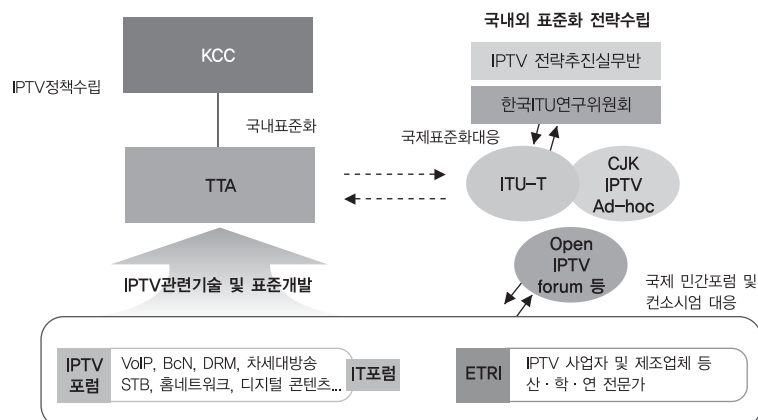 국내외 표준화 전략수립
KCC
IPTV 전략추진실무반
IPTV정책수립
한국ITU연구위원회
국내표준화
국제표준화대응
TTA
ITU-T
CJK
IPTV
Ad-hoc
Open
IPTV
forum 등
IPTV관련기술 및 표준개발
국제 민간포럼 및
컨소시엄 대응
IPTV
포럼
VoIP, BcN, DRM, 차세대방송
STB, 홈네트워크, 디지털 콘텐츠...
IT포럼
ETRI
IPTV 사업자 및 제조업체 등
산·학·연 전문가